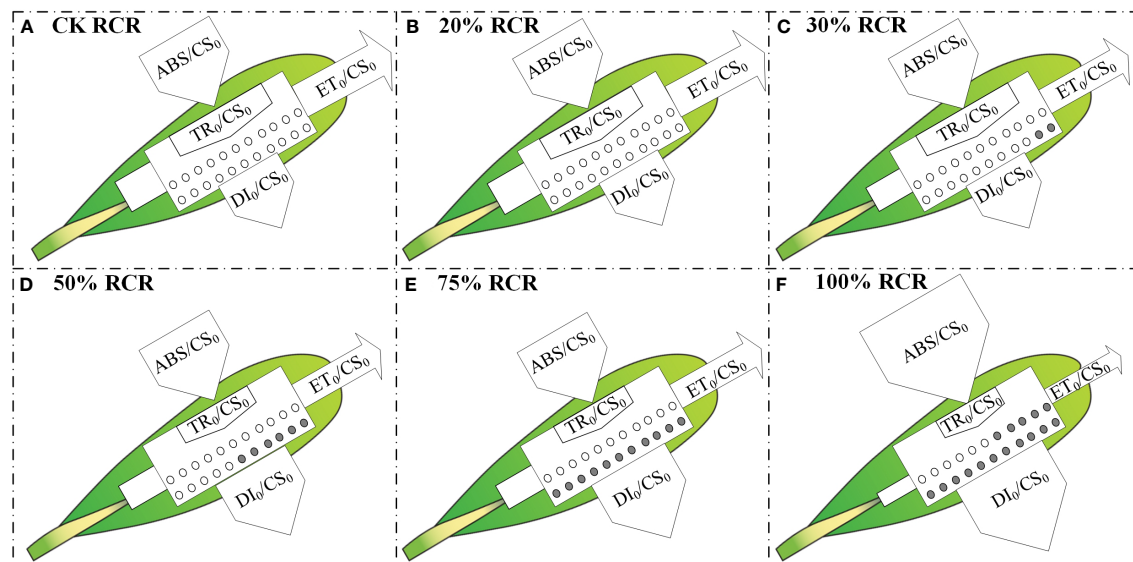 A CK RCR
ABS/CS₀
ET₀/CS₀
TR₀/CS₀
DI₀/CS₀
B 20% RCR
ABS/CS₀
ET₀/CS₀
TR₀/CS₀
DI₀/CS₀
C 30% RCR
ABS/CS₀
ET₀/CS₀
TR₀/CS₀
DI₀/CS₀
D 50% RCR
ABS/CS₀
ET₀/CS₀
TR₀/CS₀
DI₀/CS₀
E 75% RCR
ABS/CS₀
ET₀/CS₀
TR₀/CS₀
DI₀/CS₀
F 100% RCR
ABS/CS₀
ET₀/CS₀
TR₀/CS₀
DI₀/CS₀